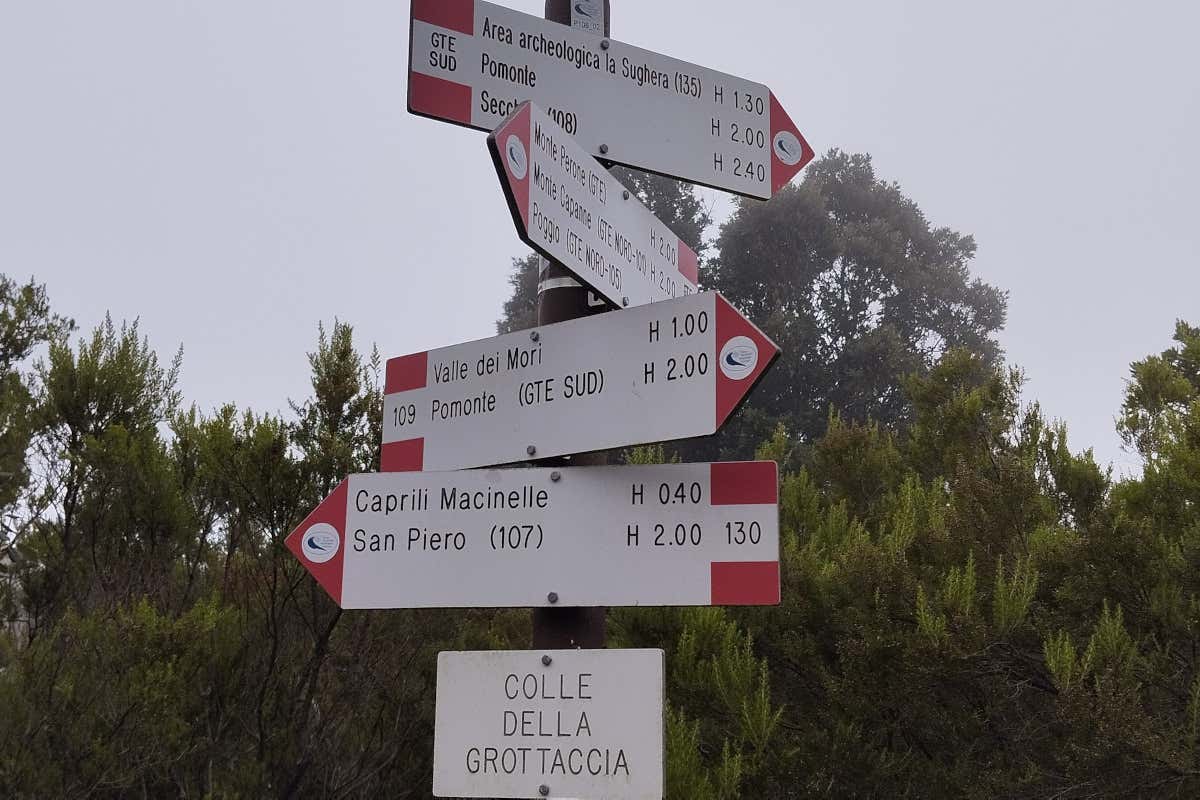 GTE
SUD
Area archeologica la Sughera (135) H 1.30
Pomonte H 2.00
(108) H 2.40
Monte Perone (GTE) H 2.00
Monte Capanne (GTE NORD-101) H 2.00
Poggio (GTE NORD-105) H
Valle dei Mori H 1.00
109 Pomonte (GTE SUD) H 2.00
Caprili Macinelle H 0.40
San Piero (107) H 2.00 130
COLLE
DELLA
GROTTACCIA